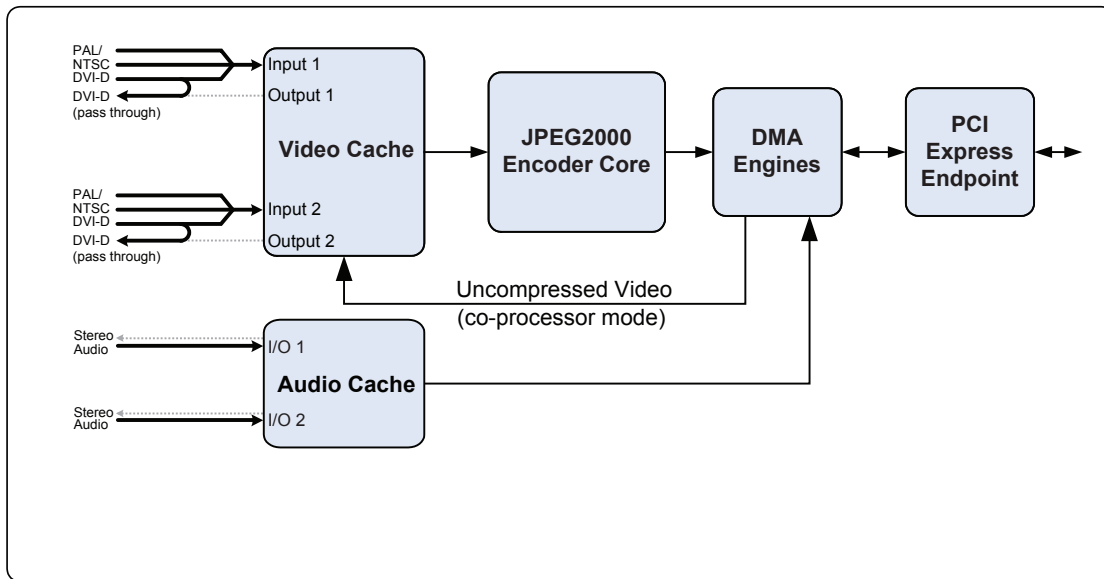 PAL/
NTSC
DVI-D
DVI-D
(pass through)
Input 1
Output 1
Video Cache
PAL/
NTSC
DVI-D
DVI-D
(pass through)
Input 2
Output 2
JPEG2000
Encoder Core
DMA
Engines
PCI
Express
Endpoint
Uncompressed Video
(co-processor mode)
Stereo
Audio
I/O 1
Audio Cache
Stereo
Audio
I/O 2